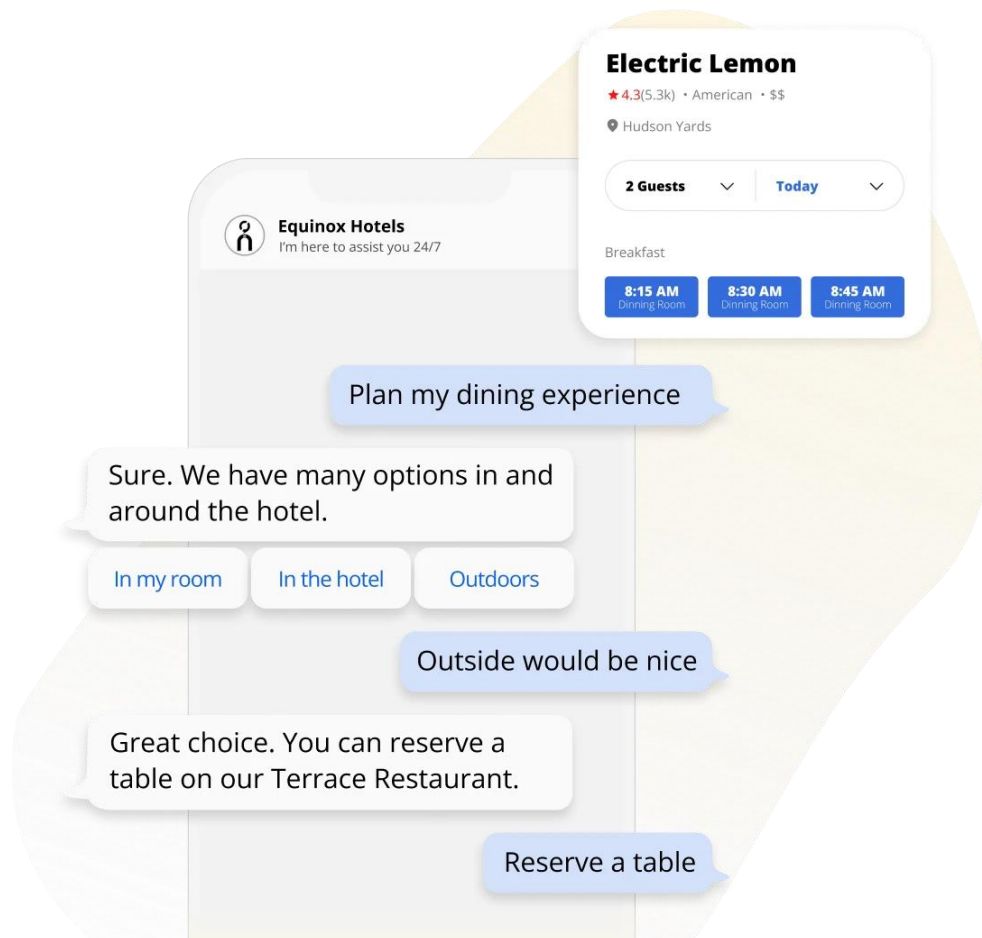 Electric Lemon
★ 4.3(5.3k) • American • $$
Hudson Yards
2 Guests Today
Breakfast
8:15 AM 8:30 AM 8:45 AM
Dinning Room Dinning Room Dinning Room
Equinox Hotels
I'm here to assist you 24/7
Plan my dining experience
Sure. We have many options in and
around the hotel.
In my room In the hotel Outdoors
Outside would be nice
Great choice. You can reserve a
table on our Terrace Restaurant.
Reserve a table